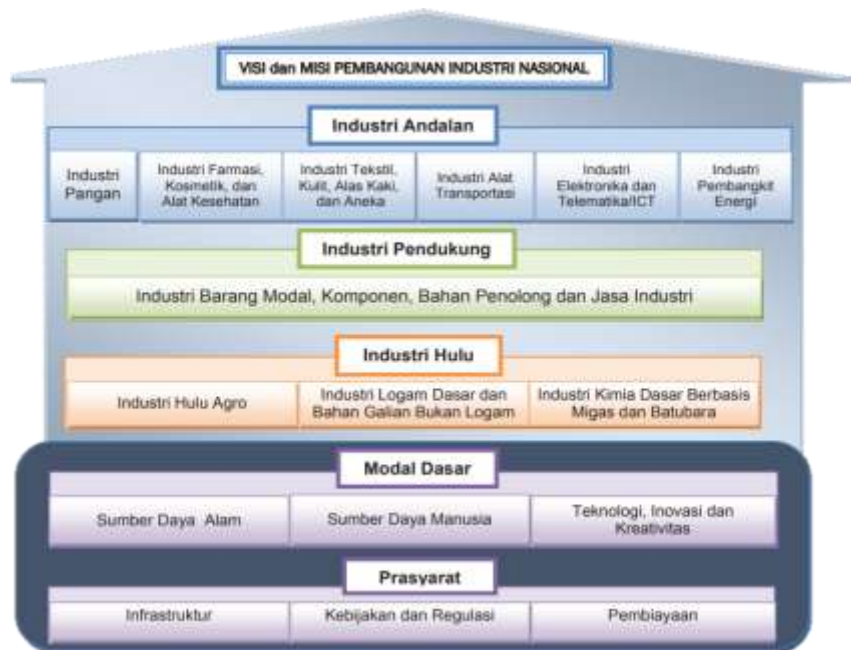 VISI dan MISI PEMBANGUNAN INDUSTRI NASIONAL
Industri Andalan
Industri
Pangan
Industri Farmasi,
Kosmetik, dan
Alat Kesehatan
Industri Tekstil,
Kulit, Alas Kaki,
dan Aneka
Industri Alat
Transportasi
Industri
Elektronika dan
Telematika/ICT
Industri
Pembangkit
Energi
Industri Pendukung
Industri Barang Modal, Komponen, Bahan Penolong dan Jasa Industri
Industri Hulu
Industri Hulu Agro
Industri Logam Dasar dan
Bahan Galian Bukan Logam
Industri Kimia Dasar Berbasis
Migas dan Batubara
Modal Dasar
Sumber Daya Alam
Sumber Daya Manusia
Teknologi, Inovasi dan
Kreativitas
Prasyarat
Infrastruktur
Kebijakan dan Regulasi
Pembiayaan